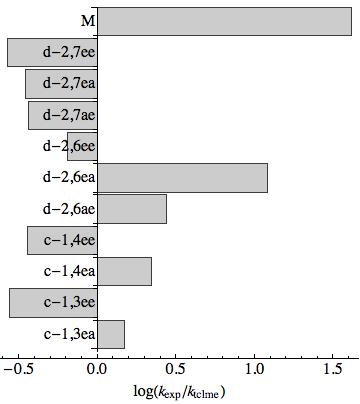 M
d−2,7ee
d−2,7ea
d−2,7ae
d−2,6ee
d−2,6ea
d−2,6ae
c−1,4ee
c−1,4ea
c−1,3ee
c−1,3ea
−0.5 0.0 0.5 1.0 1.5
log(kexp/ktclme)